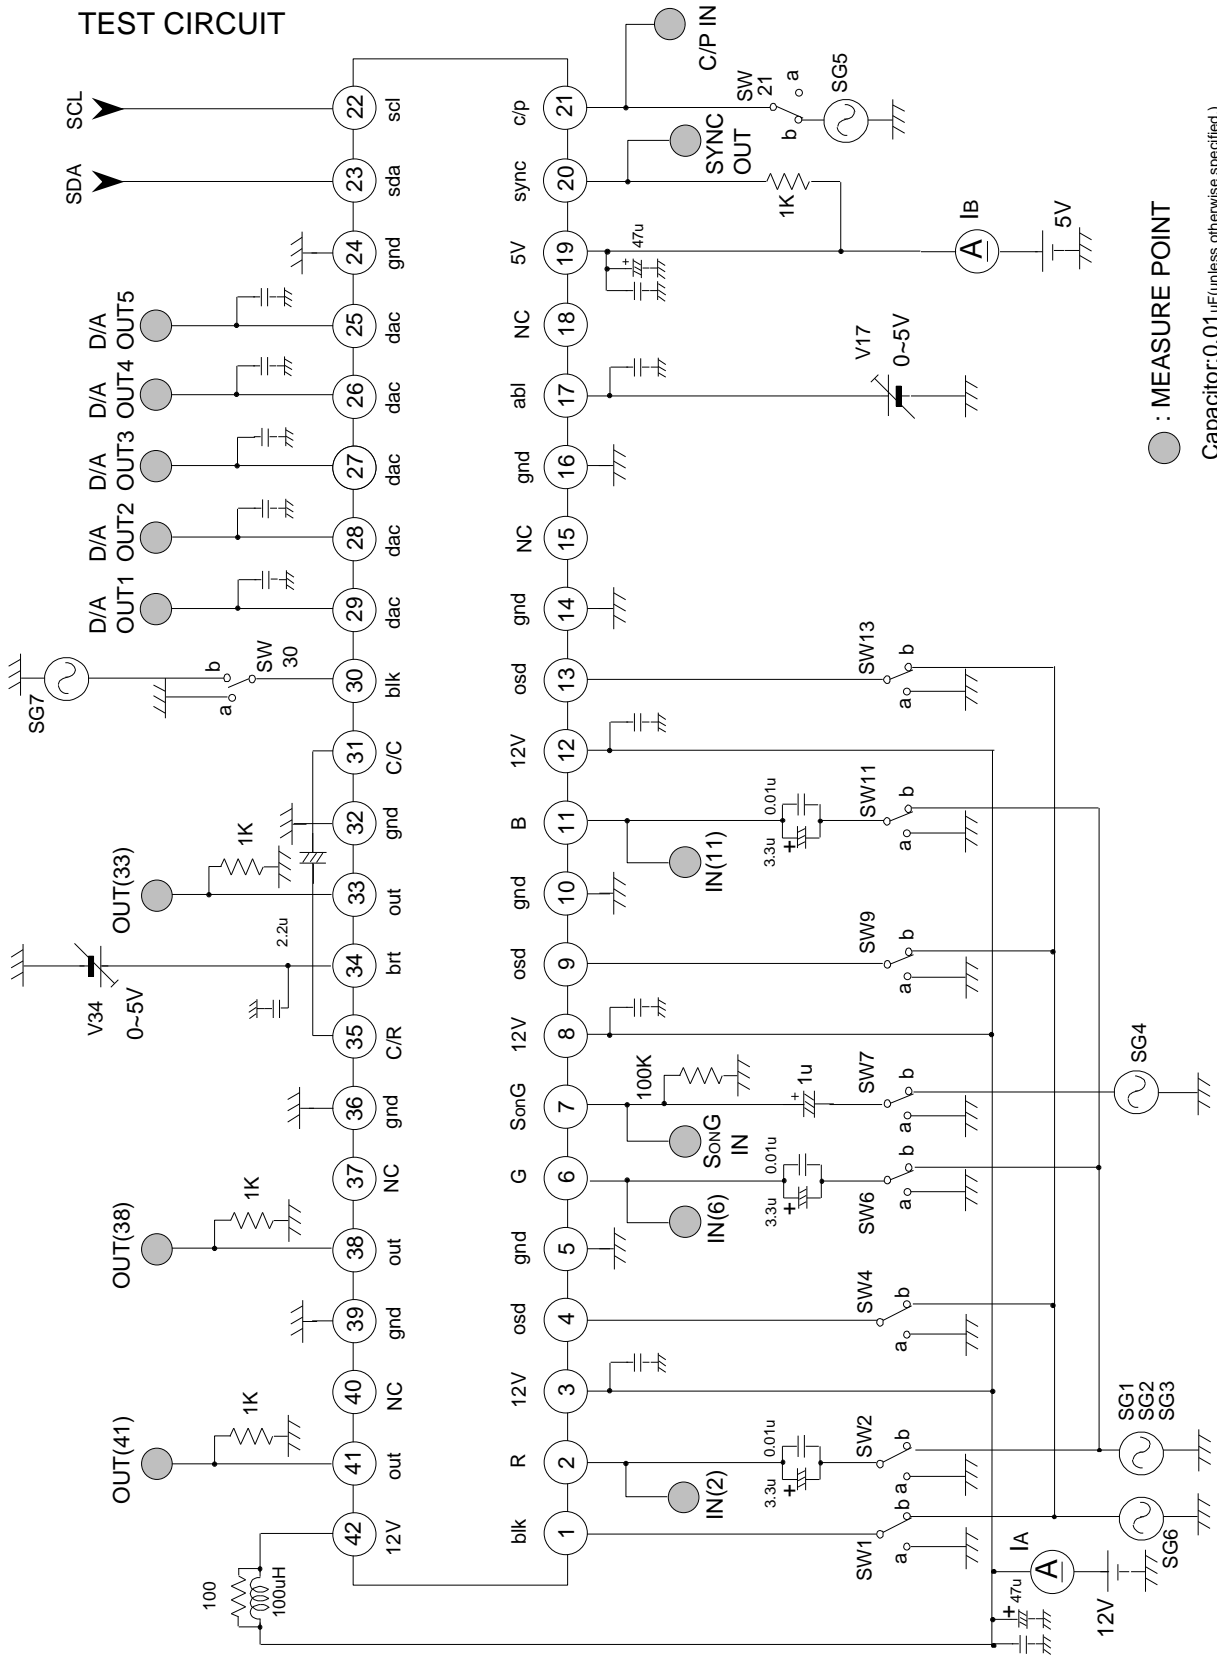 TEST CIRCUIT
SCL
SDA
D/A
OUT5
D/A
OUT4
D/A
OUT3
D/A
OUT2
D/A
OUT1
SG7
a
b
SW
30
OUT(33)
1K
V34
0~5V
2.2u
OUT(38)
1K
OUT(41)
1K
100
100uH
42
41
40
39
38
37
36
35
34
33
32
31
30
29
28
27
26
25
24
23
22
12V
out
NC
gnd
out
NC
gnd
C/R
brt
out
gnd
C/C
blk
dac
dac
dac
dac
dac
gnd
sda
scl
blk
R
12V
osd
gnd
G
SonG
12V
osd
gnd
B
12V
osd
gnd
NC
gnd
abl
NC
5V
sync
c/p
1
2
3
4
5
6
7
8
9
10
11
12
13
14
15
16
17
18
19
20
21
IN(2)
3.3u
+
0.01u
IN(6)
3.3u
+
0.01u
SONG
IN
100K
+
1u
IN(11)
3.3u
+
0.01u
+
47u
1K
SYNC
OUT
C/P IN
SW
21
a
b
SG5
V17
0~5V
A
IB
5V
SW1
a
b
SW2
a
b
SW4
a
b
SW6
a
b
SW7
a
b
SW9
a
b
SW11
a
b
SW13
a
b
+
47u
A
IA
12V
SG6
SG1
SG2
SG3
SG4
: MEASURE POINT
Capacitor:0.01uF(unless otherwise specified.)